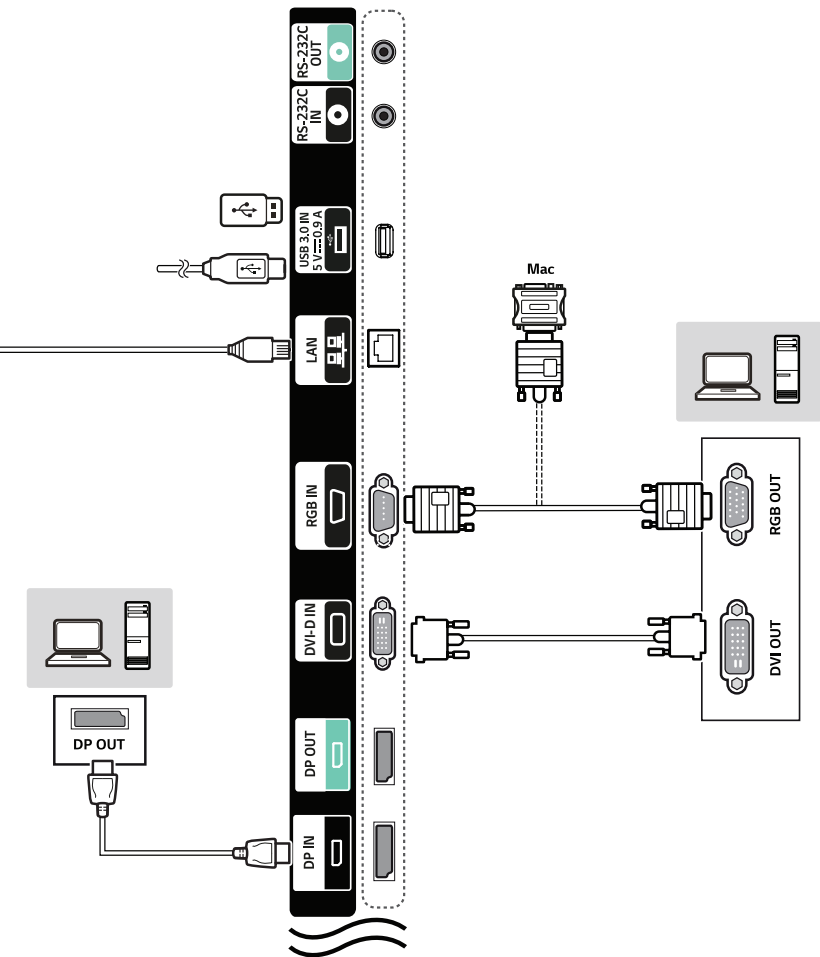 RS-232C
OUT
RS-232C
IN
USB 3.0 IN
5 V⎓0.9 A
Mac
LAN
RGB IN
RGB OUT
DVI-D IN
DVI OUT
DP OUT
DP OUT
DP IN